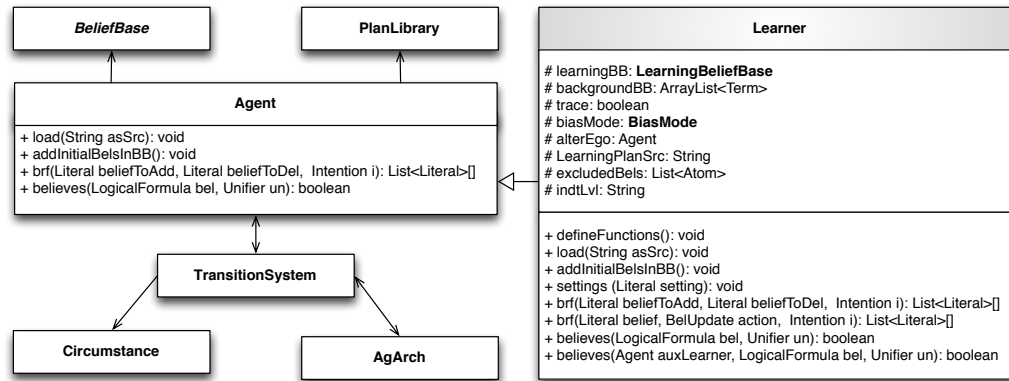 BeliefBase
PlanLibrary
Agent
+ load(String asSrc): void
+ addInitialBelsInBB(): void
+ brf(Literal beliefToAdd, Literal beliefToDel, Intention i): List<Literal>[]
+ believes(LogicalFormula bel, Unifier un): boolean
TransitionSystem
Circumstance
AgArch
Learner
# learningBB: LearningBeliefBase
# backgroundBB: ArrayList<Term>
# trace: boolean
# biasMode: BiasMode
# alterEgo: Agent
# LearningPlanSrc: String
# excludedBels: List<Atom>
# indtLvl: String
+ defineFunctions(): void
+ load(String asSrc): void
+ addInitialBelsInBB(): void
+ settings (Literal setting): void
+ brf(Literal beliefToAdd, Literal beliefToDel, Intention i): List<Literal>[]
+ brf(Literal belief, BelUpdate action, Intention i): List<Literal>[]
+ believes(LogicalFormula bel, Unifier un): boolean
+ believes(Agent auxLearner, LogicalFormula bel, Unifier un): boolean